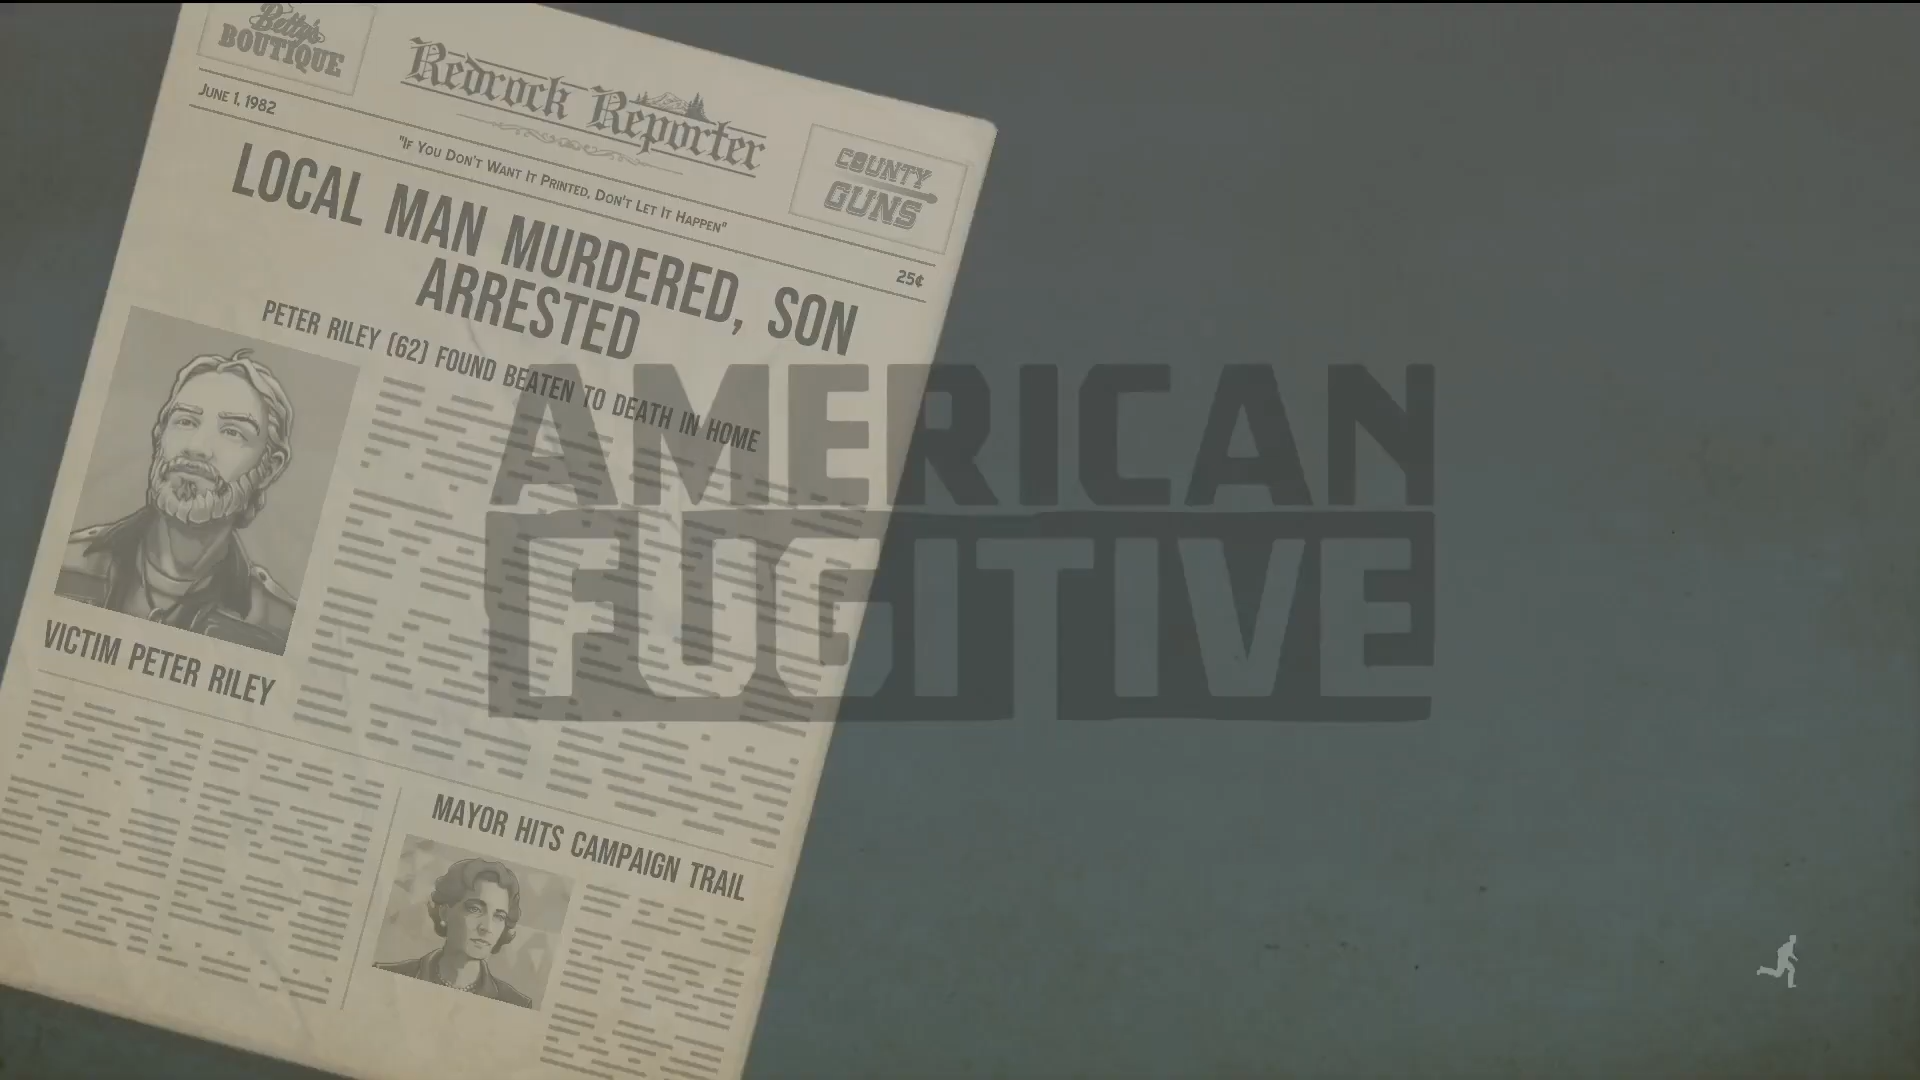 Betty's
BOUTIQUE
Redrock Reporter
COUNTY
GUNS
JUNE 1, 1982
"IF YOU DON'T WANT IT PRINTED, DON'T LET IT HAPPEN"
25¢
LOCAL MAN MURDERED, SON
ARRESTED
PETER RILEY (62) FOUND BEATEN TO DEATH IN HOME
AMERICAN
FUGITIVE
VICTIM PETER RILEY
MAYOR HITS CAMPAIGN TRAIL